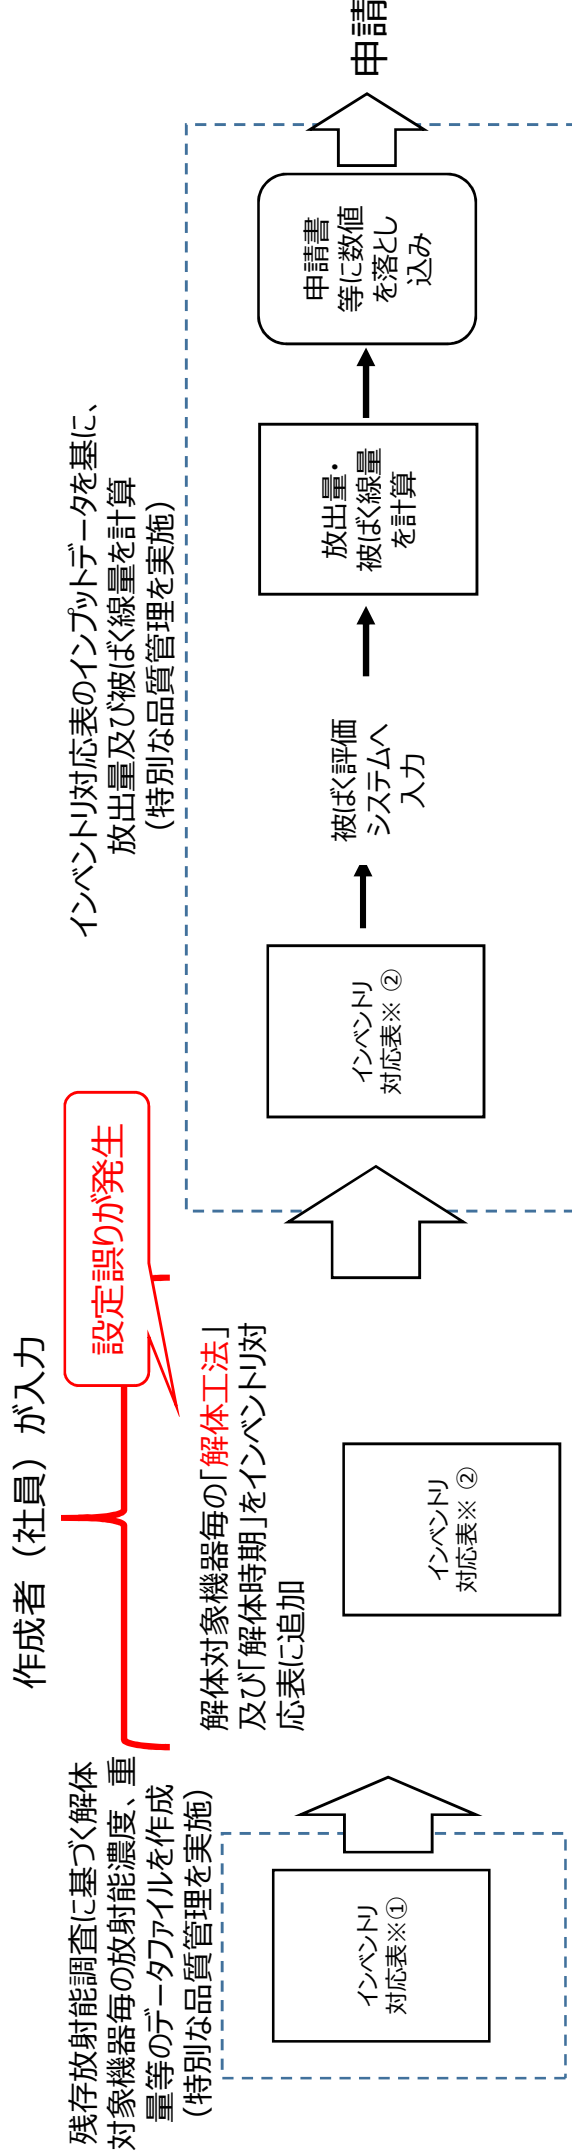 作成者（社員）が入力
設定誤りが発生
残存放射能調査に基づく解体
対象機器毎の放射能濃度、重
量等のデータファイルを作成
（特別な品質管理を実施）
インベントリ
対応表※①
解体対象機器毎の「解体工法」
及び「解体時期」をインベントリ対
応表に追加
インベントリ
対応表※ ②
インベントリ対応表のインプットデータを基に、
放出量及び被ばく線量を計算
（特別な品質管理を実施）
インベントリ
対応表※ ②
被ばく評価
システムへ
入力
放出量・
被ばく線量
を計算
申請書
等に数値
を落とし
込み
申請